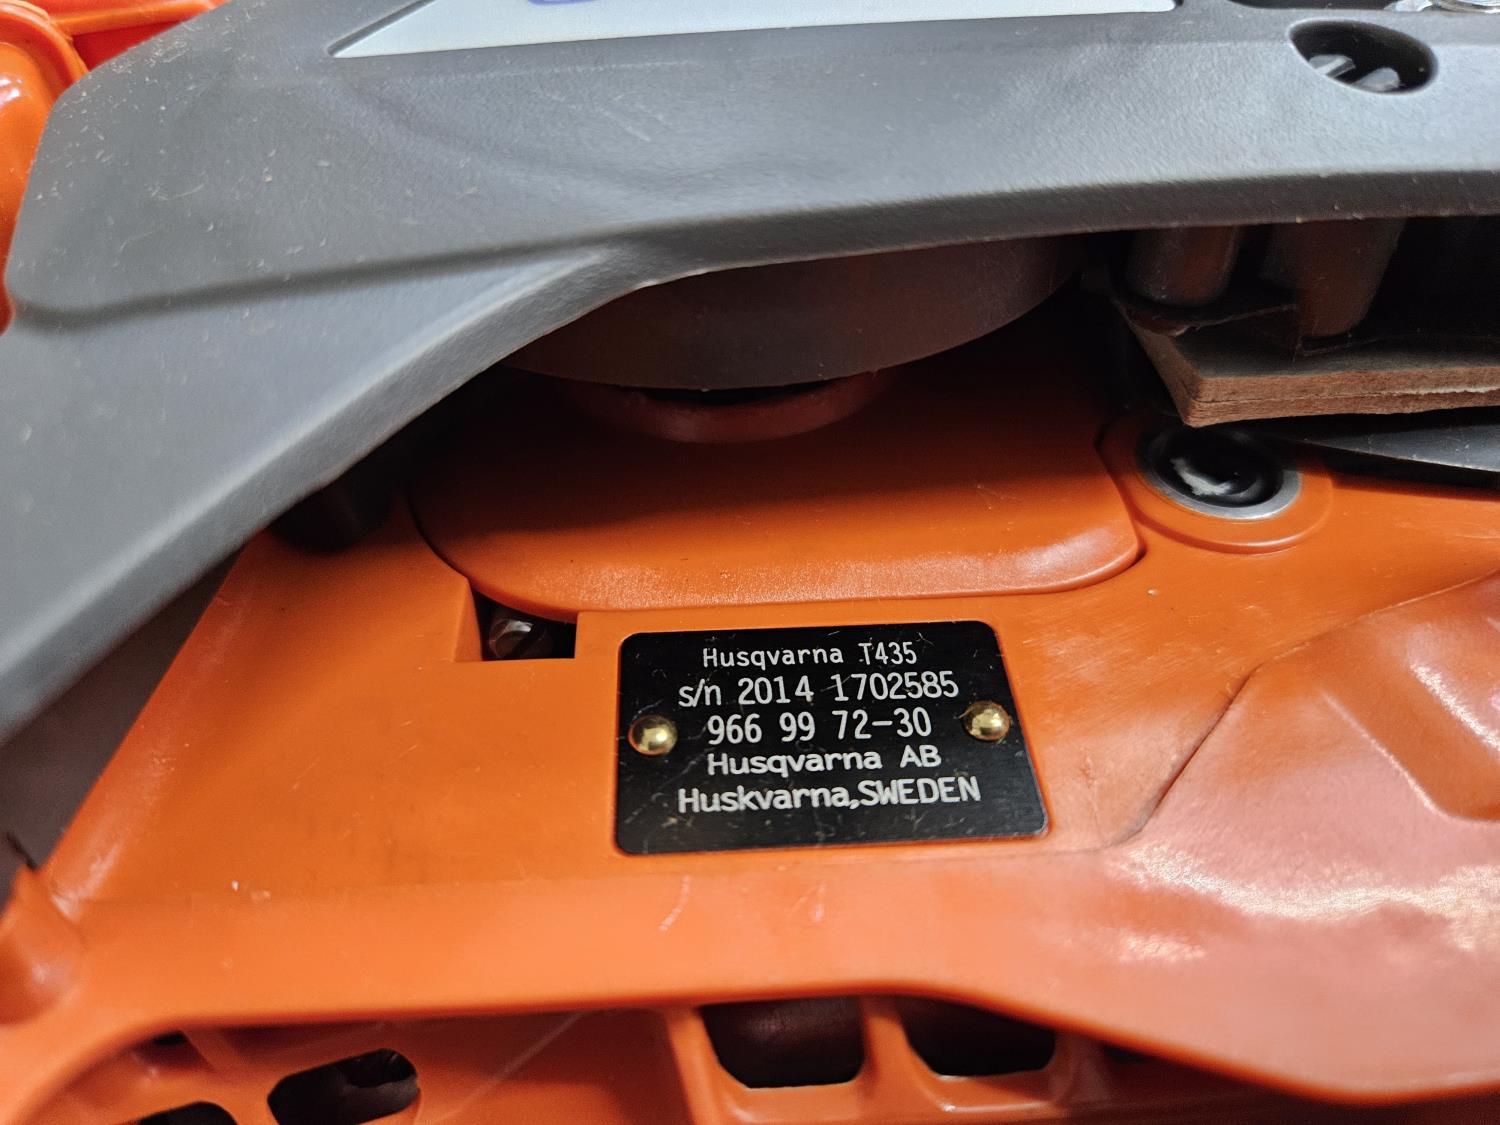 Husqvarna T435
s/n 2014 1702585
966 99 72-30
Husqvarna AB
Huskvarna,SWEDEN